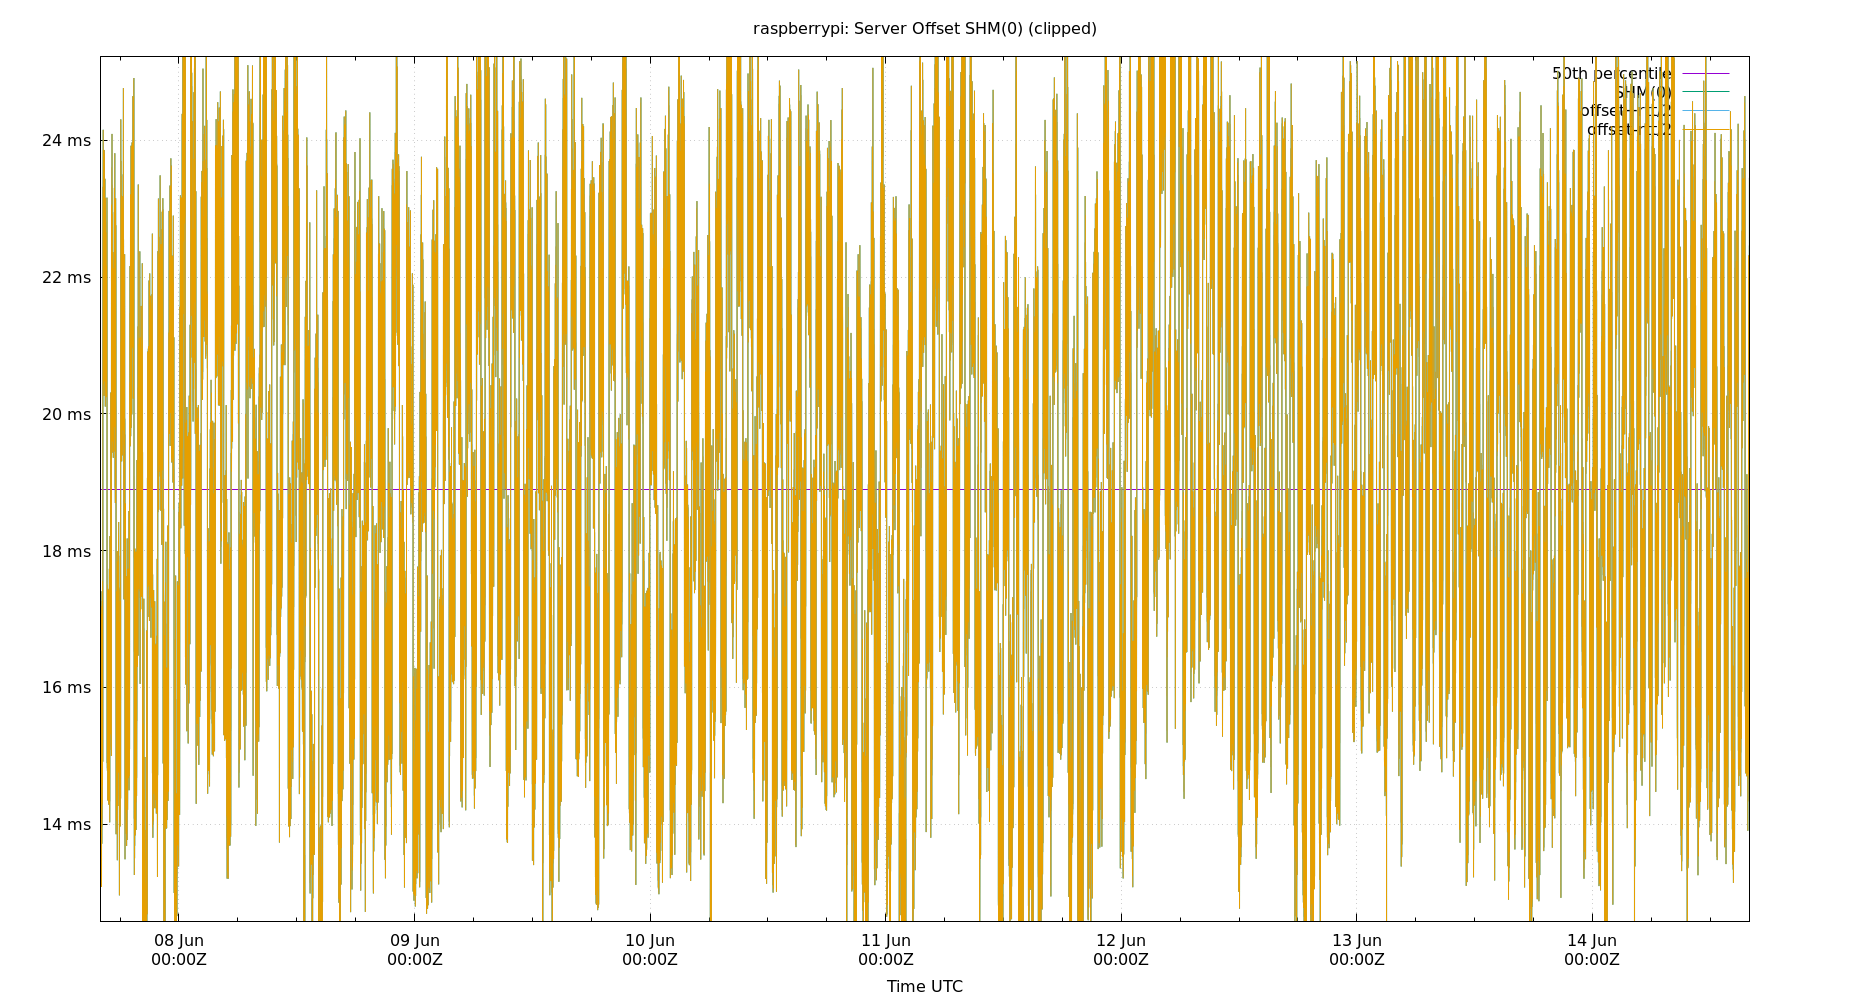 raspberrypi: Server Offset SHM(0) (clipped)
50th percentile
SHM(0)
24 ms
22 ms
20 ms
18 ms
16 ms
14 ms
08 Jun 09 Jun 10 Jun 11 Jun 12 Jun 13 Jun 14 Jun
00:00Z 00:00Z 00:00Z 00:00Z 00:00Z 00:00Z 00:00Z
Time UTC